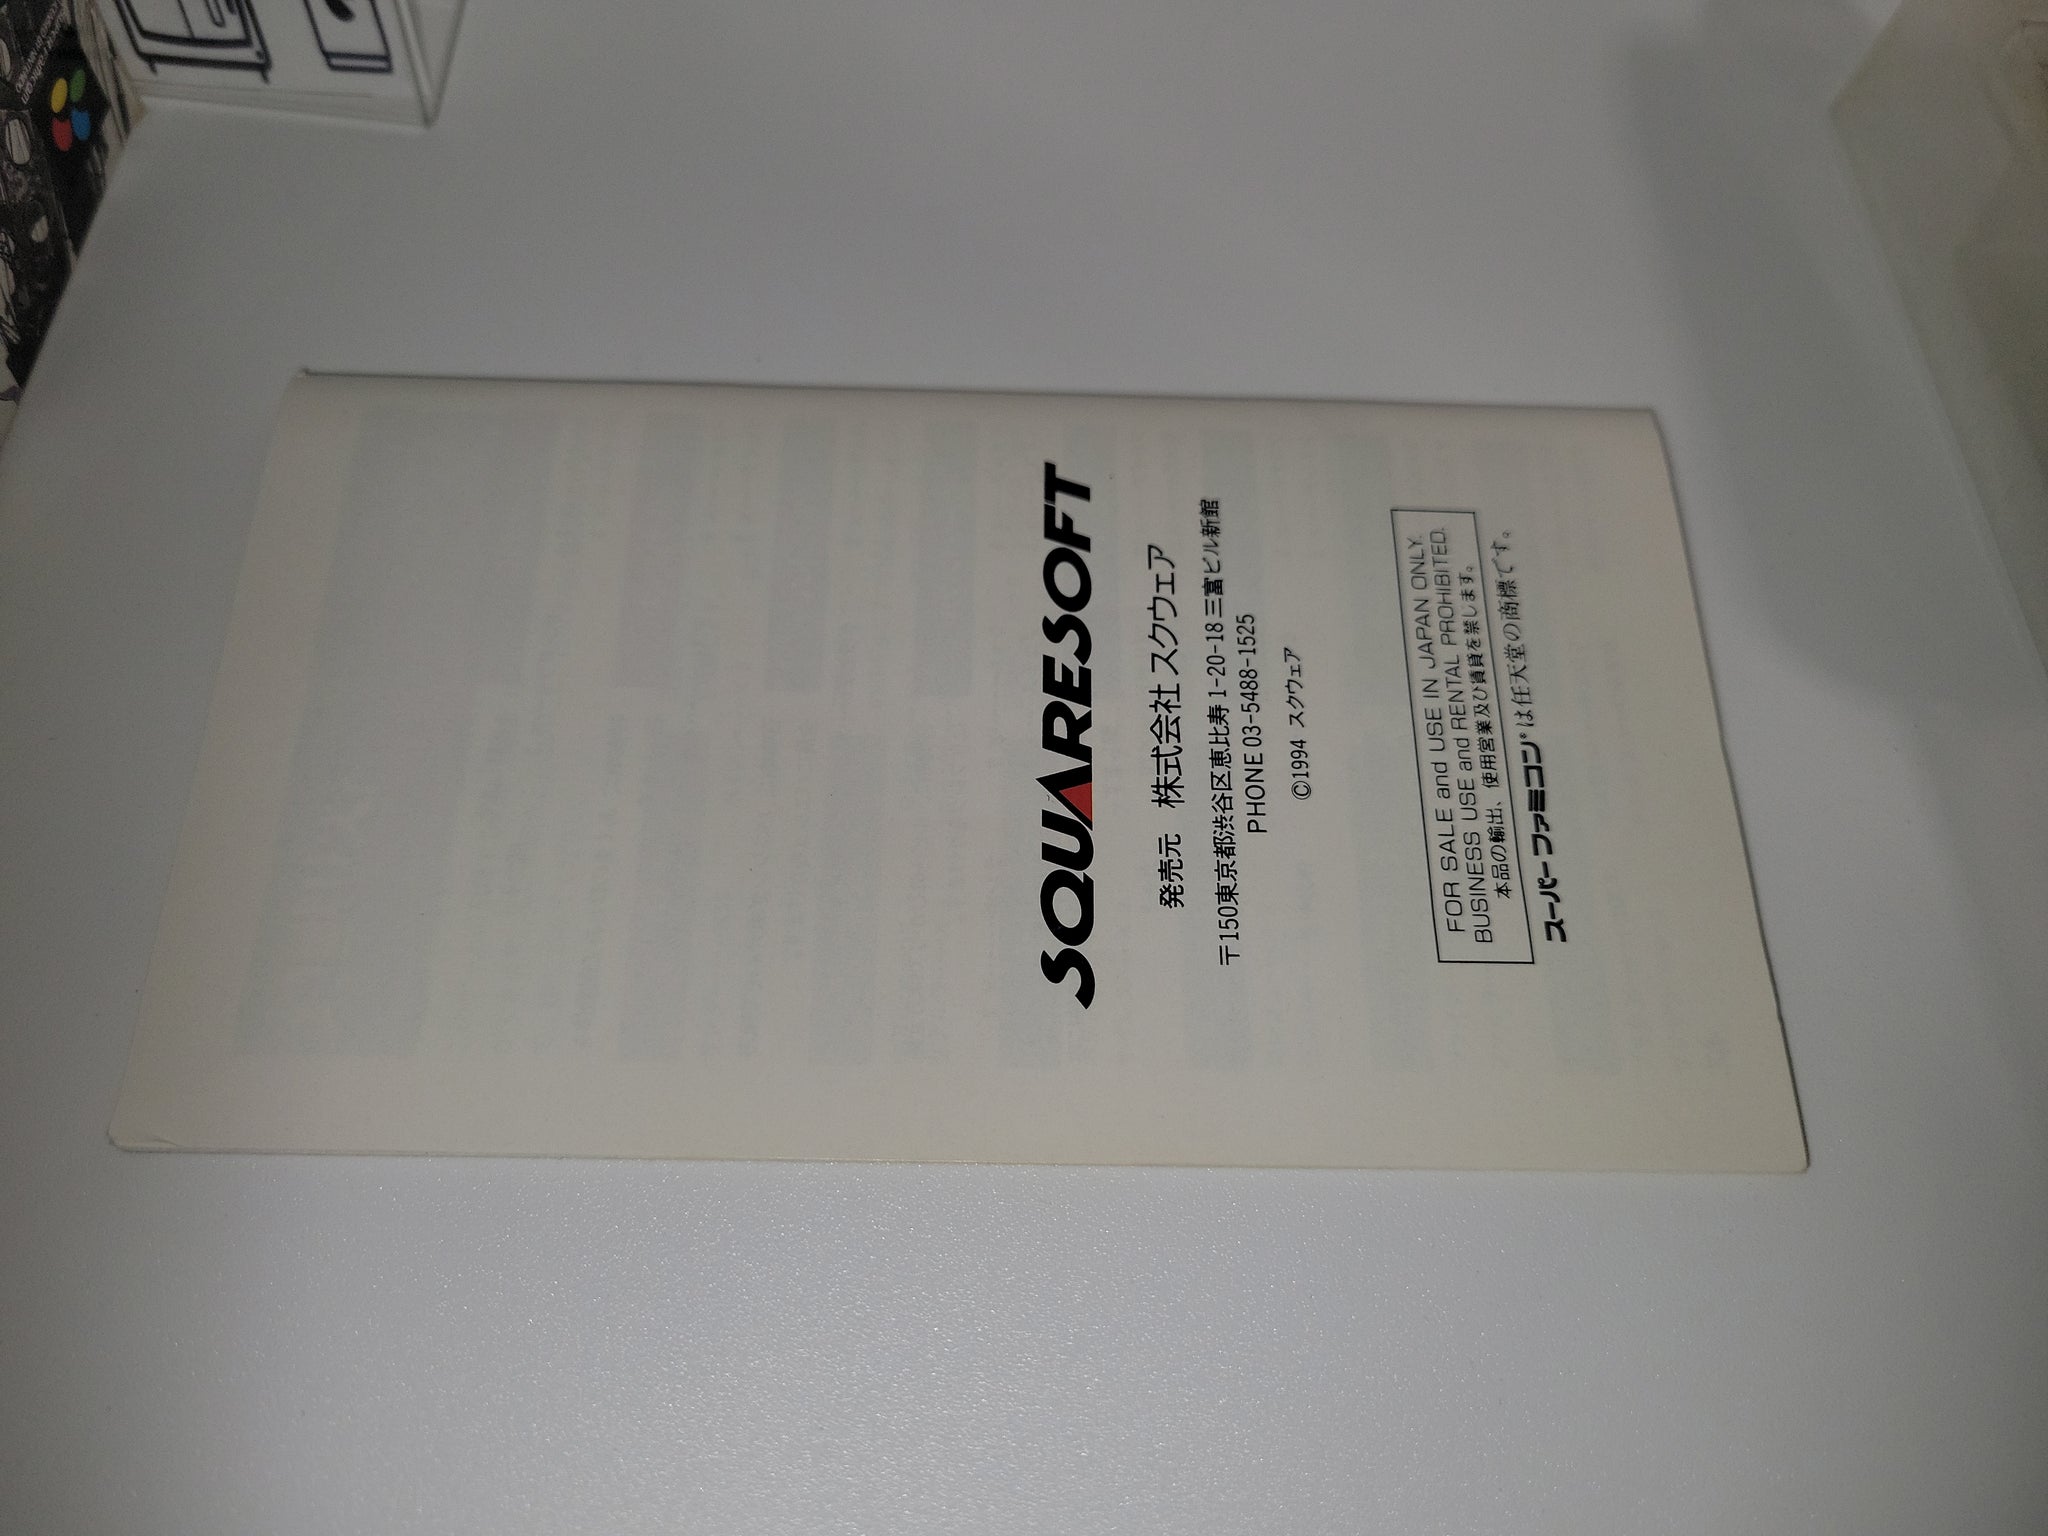 SQUARESOFT
発売元 株式会社スクウェア
〒150東京都渋谷区恵比寿1-20-18 三富ビル新館
PHONE 03-5488-1525
©1994 スクウェア
FOR SALE and USE IN JAPAN ONLY.
BUSINESS USE and RENTAL PROHIBITED.
本品の輸出、使用営業及び賃貸を禁じます。
スーパーファミコン®は任天堂の商標です。